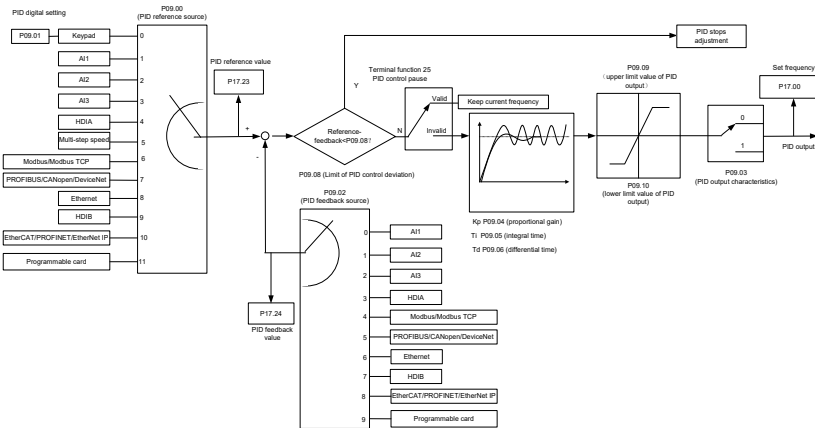 PID digital setting
P09.00
(PID reference source)
P09.01
Keypad
0
AI1
1
AI2
2
AI3
3
HDIA
4
Multi-step speed
5
Modbus/Modbus TCP
6
PROFIBUS/CANopen/DeviceNet
7
Ethernet
8
HDIB
9
EtherCAT/PROFINET/EtherNet IP
10
Programmable card
11
PID reference value
P17.23
+
-
P17.24
PID feedback
value
Reference-
feedback<P09.08?
Y
N
P09.08 (Limit of PID control deviation)
PID stops
adjustment
Terminal function 25
PID control pause
Valid
Invalid
Keep current frequency
Kp P09.04 (proportional gain)
Ti P09.05 (integral time)
Td P09.06 (differential time)
P09.09
(upper limit value of PID
output)
P09.10
(lower limit value of PID
output)
0
1
P09.03
(PID output characteristics)
Set frequency
P17.00
PID output
P09.02
(PID feedback source)
0
AI1
1
AI2
2
AI3
3
HDIA
4
Modbus/Modbus TCP
5
PROFIBUS/CANopen/DeviceNet
6
Ethernet
7
HDIB
8
EtherCAT/PROFINET/EtherNet IP
9
Programmable card